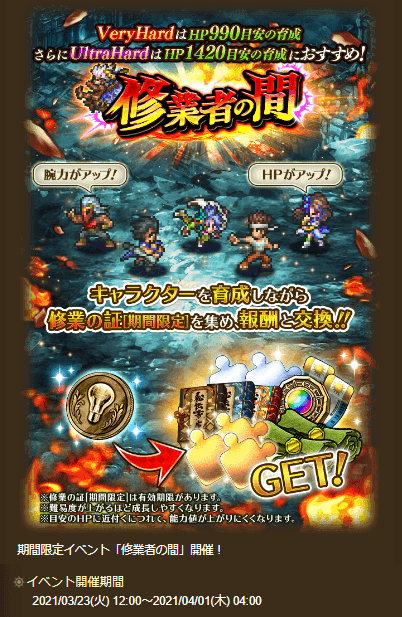 VeryHardはHP990目安の育成
さらにUltraHardはHP1420目安の育成におすすめ!
修業者の間
腕力がアップ!
HPがアップ!
キャラクターを育成しながら
修業の証[期間限定]を集め、報酬と交換!!
GET!
※修業の証[期間限定]は有効期限があります。
※難易度が上がるほど成長しやすくなります。
※目安のHPに近付くにつれて、能力値が上がりにくくなります。
期間限定イベント「修業者の間」開催!
イベント開催期間
2021/03/23(火) 12:00～2021/04/01(木) 04:00